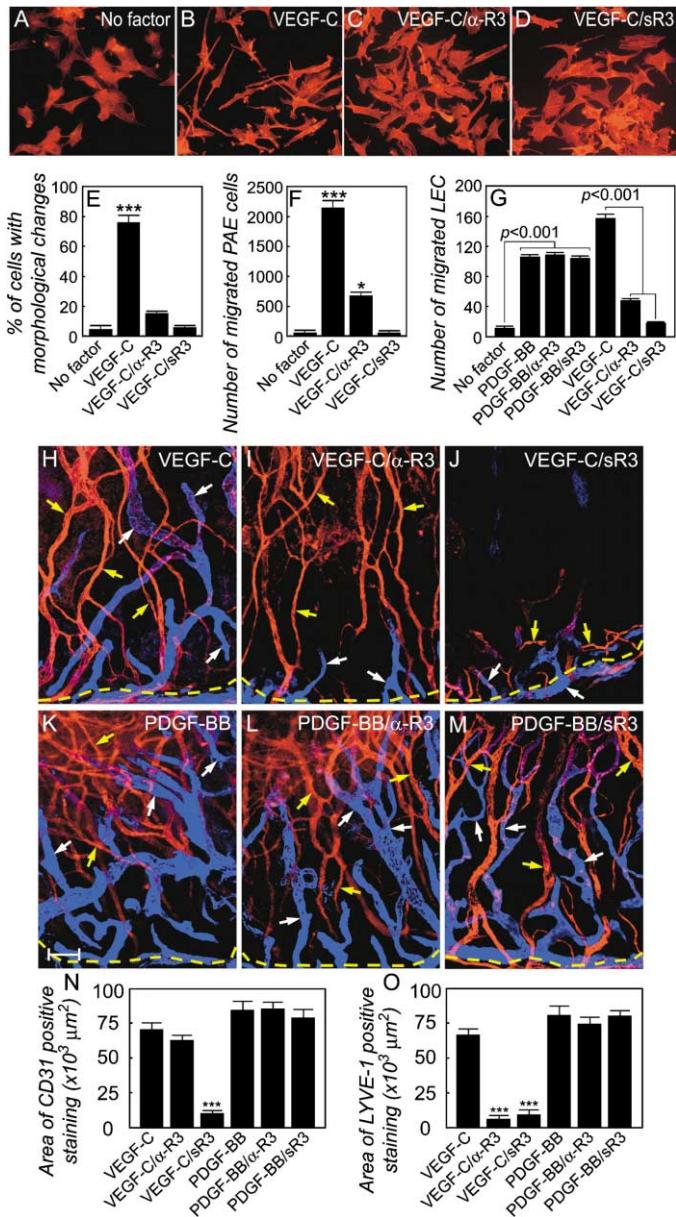 A No factor
B VEGF-C
C VEGF-C/α-R3
D VEGF-C/sR3
E
% of cells with
morphological changes
100
80
60
40
20
0
***
No factor
VEGF-C
VEGF-C/α-R3
VEGF-C/sR3
F
Number of migrated PAE cells
2500
2000
1500
1000
500
0
***
*
No factor
VEGF-C
VEGF-C/α-R3
VEGF-C/sR3
G
Number of migrated LEC
200
160
120
80
40
0
p<0.001
p<0.001
No factor
PDGF-BB
PDGF-BB/α-R3
PDGF-BB/sR3
VEGF-C
VEGF-C/α-R3
VEGF-C/sR3
H VEGF-C
I VEGF-C/α-R3
J VEGF-C/sR3
K PDGF-BB
L PDGF-BB/α-R3
M PDGF-BB/sR3
N
Area of CD31 positive
staining (x10³ μm²)
100
75
50
25
0
***
VEGF-C
VEGF-C/α-R3
VEGF-C/sR3
PDGF-BB
PDGF-BB/α-R3
PDGF-BB/sR3
O
Area of LYVE-1 positive
staining (x10³ μm²)
100
75
50
25
0
***
***
VEGF-C
VEGF-C/α-R3
VEGF-C/sR3
PDGF-BB
PDGF-BB/α-R3
PDGF-BB/sR3